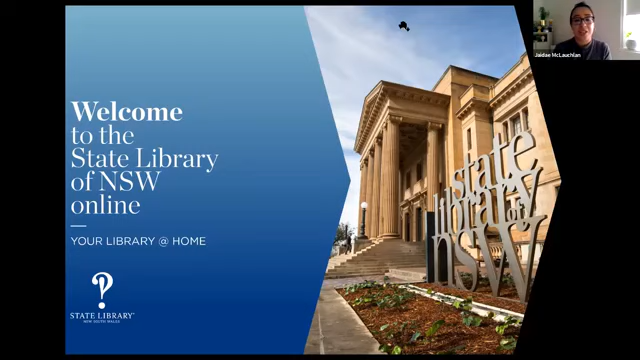 Welcome
to the
State Library
of NSW
online
YOUR LIBRARY @ HOME
STATE LIBRARY™
NEW SOUTH WALES
state
library of
nsw
Jaidae McLauchlan